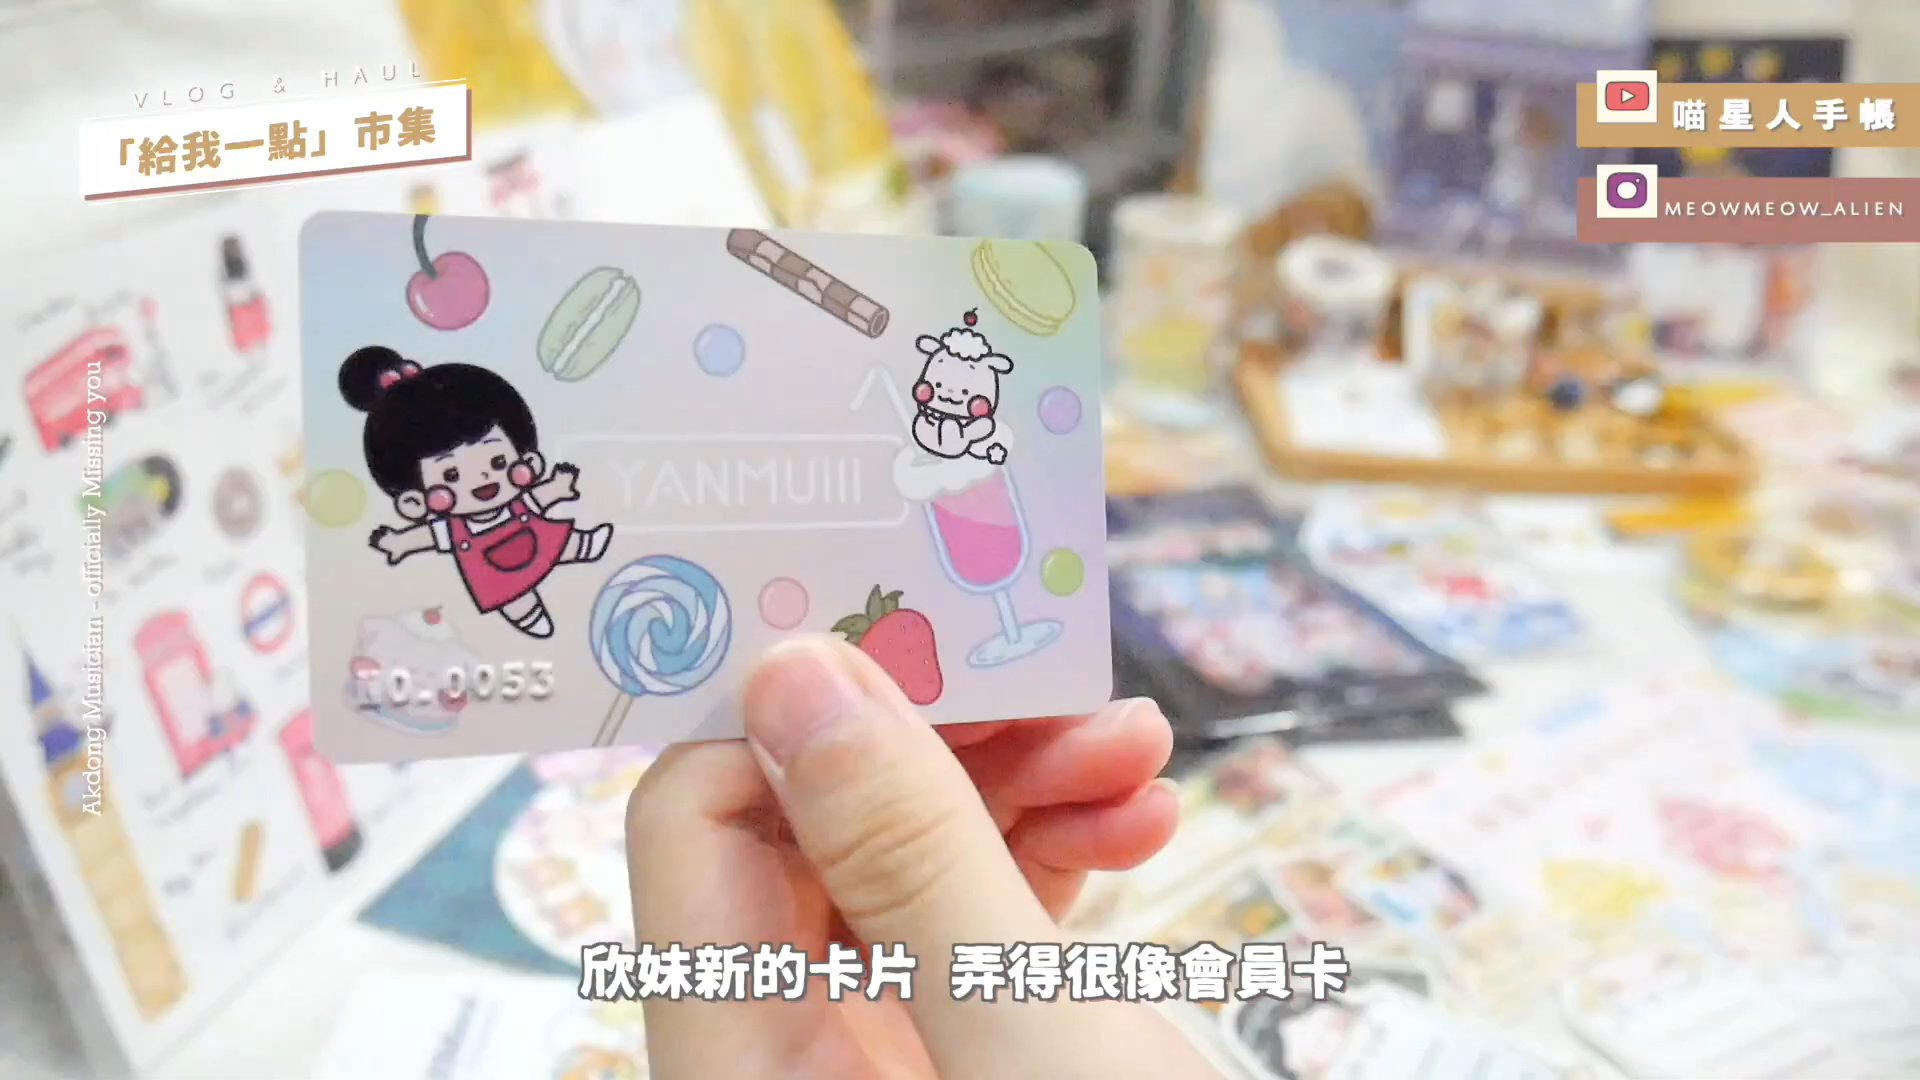 VLOG & HAUL
「給我一點」市集
喵星人手帳
MEOWMEOW_ALIEN
YANMUIII
NO.0053
Akdong Musician - officially Missing you
欣妹新的卡片 弄得很像會員卡